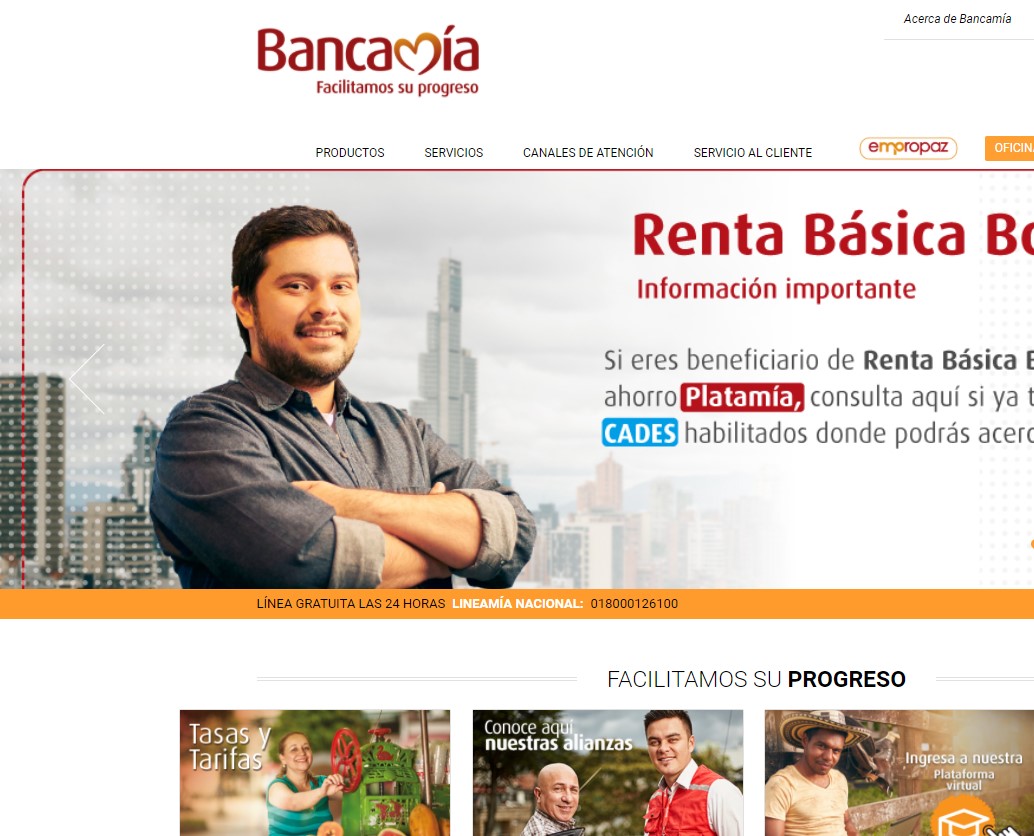 Acerca de Bancamía
Bancamía
Facilitamos su progreso
PRODUCTOS SERVICIOS CANALES DE ATENCIÓN SERVICIO AL CLIENTE empropaz
Renta Básica
Información importante
Si eres beneficiario de Renta Básica
ahorro Platamía, consulta aquí si ya
CADES habilitados donde podrás
LÍNEA GRATUITA LAS 24 HORAS LINEAMÍA NACIONAL: 018000126100
FACILITAMOS SU PROGRESO
Tasas y
Tarifas
Conoce aquí
nuestras alianzas
Ingresa a nuestra
Plataforma
virtual